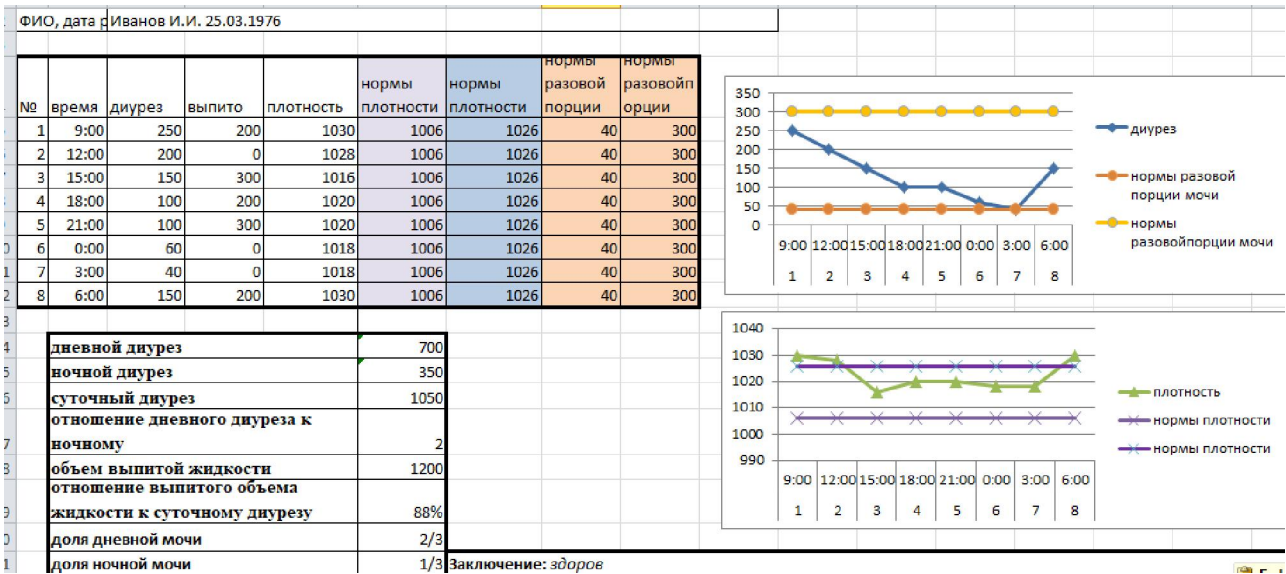 ФИО, дата р Иванов И.И. 25.03.1976
№ время диурез выпито плотность нормы плотности нормы плотности нормы разовой порции нормы разовойп орции
1 9:00 250 200 1030 1006 1026 40 300
2 12:00 200 0 1028 1006 1026 40 300
3 15:00 150 300 1016 1006 1026 40 300
4 18:00 100 200 1020 1006 1026 40 300
5 21:00 100 300 1020 1006 1026 40 300
6 0:00 60 0 1018 1006 1026 40 300
7 3:00 40 0 1018 1006 1026 40 300
8 6:00 150 200 1030 1006 1026 40 300
350
300
250
200
150
100
50
0
9:00 12:00 15:00 18:00 21:00 0:00 3:00 6:00
1 2 3 4 5 6 7 8
диурез
нормы разовой
порции мочи
нормы
разовойпорции мочи
дневной диурез 700
ночной диурез 350
суточный диурез 1050
отношение дневного диуреза к
ночному 2
объем выпитой жидкости 1200
отношение выпитого объема
жидкости к суточному диурезу 88%
доля дневной мочи 2/3
доля ночной мочи 1/3
1040
1030
1020
1010
1000
990
9:00 12:00 15:00 18:00 21:00 0:00 3:00 6:00
1 2 3 4 5 6 7 8
плотность
нормы плотности
нормы плотности
Заключение: здоров